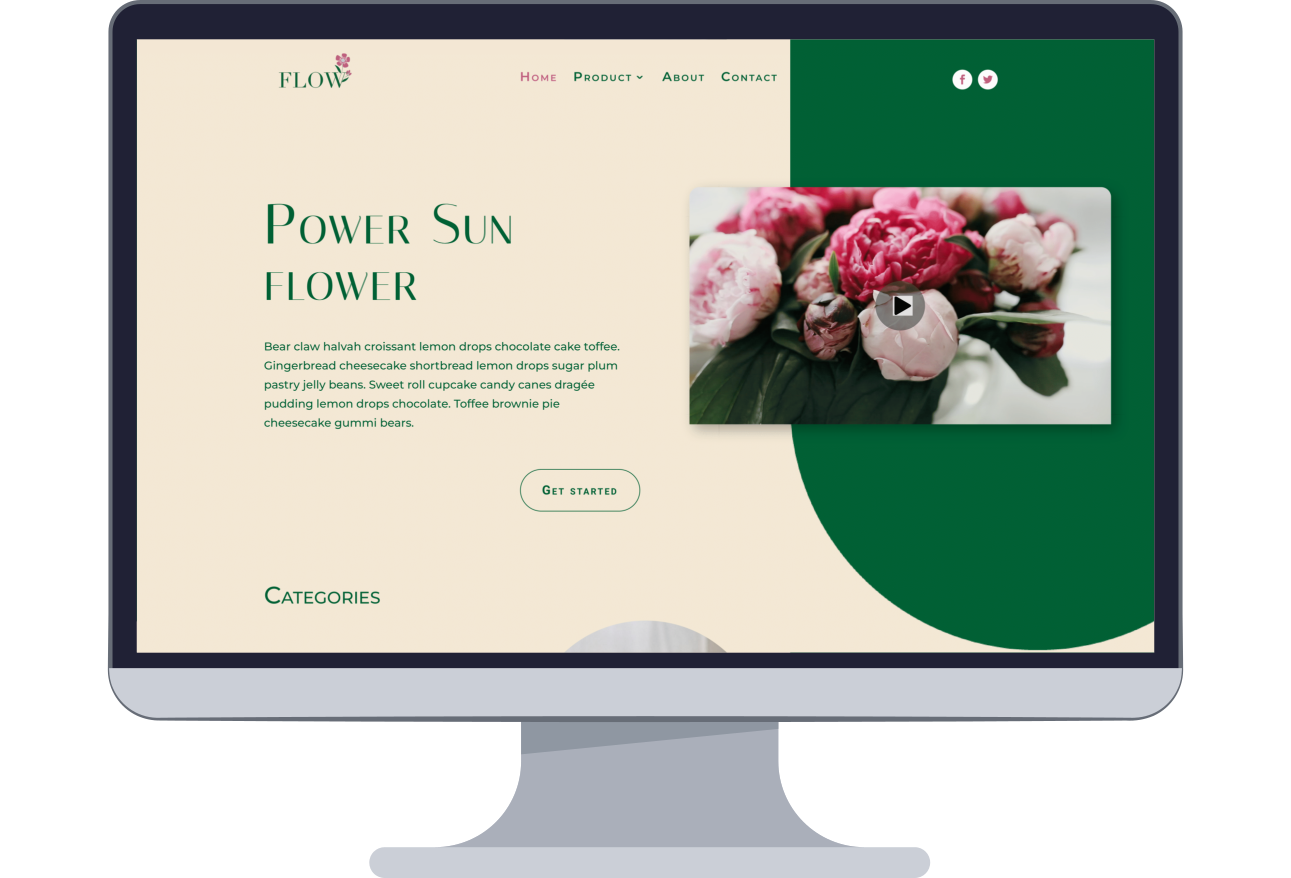 FLOW
Home Product About Contact
Power Sun
flower
Bear claw halvah croissant lemon drops chocolate cake toffee.
Gingerbread cheesecake shortbread lemon drops sugar plum
pastry jelly beans. Sweet roll cupcake candy canes dragée
pudding lemon drops chocolate. Toffee brownie pie
cheesecake gummi bears.
Get started
Categories